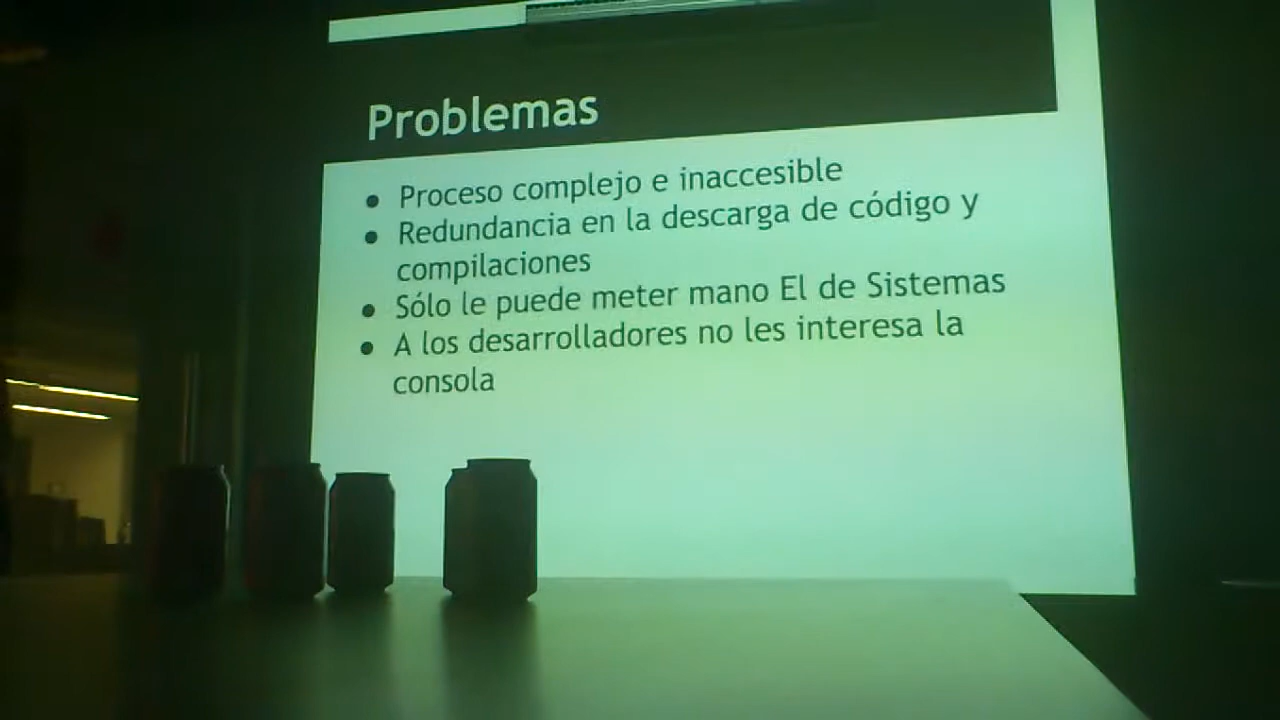 Problemas
● Proceso complejo e inaccesible
● Redundancia en la descarga de código y
compilaciones
● Sólo le puede meter mano El de Sistemas
● A los desarrolladores no les interesa la
consola